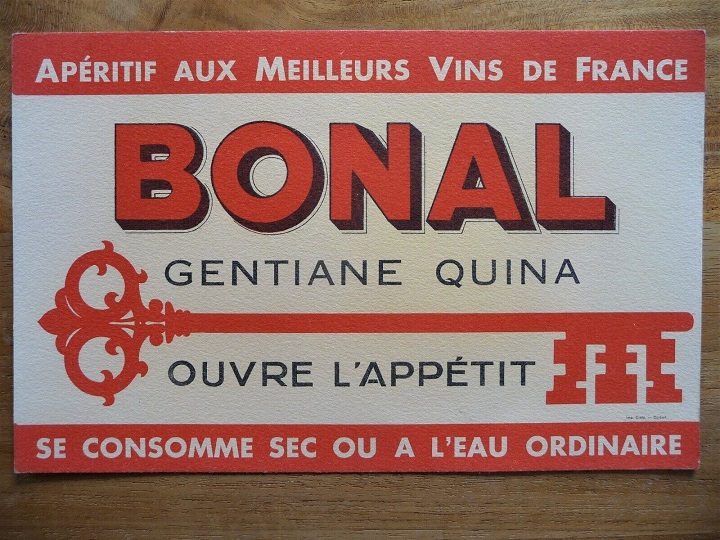 APÉRITIF AUX MEILLEURS VINS DE FRANCE
BONAL
GENTIANE QUINA
OUVRE L'APPÉTIT
SE CONSOMME SEC OU A L'EAU ORDINAIRE